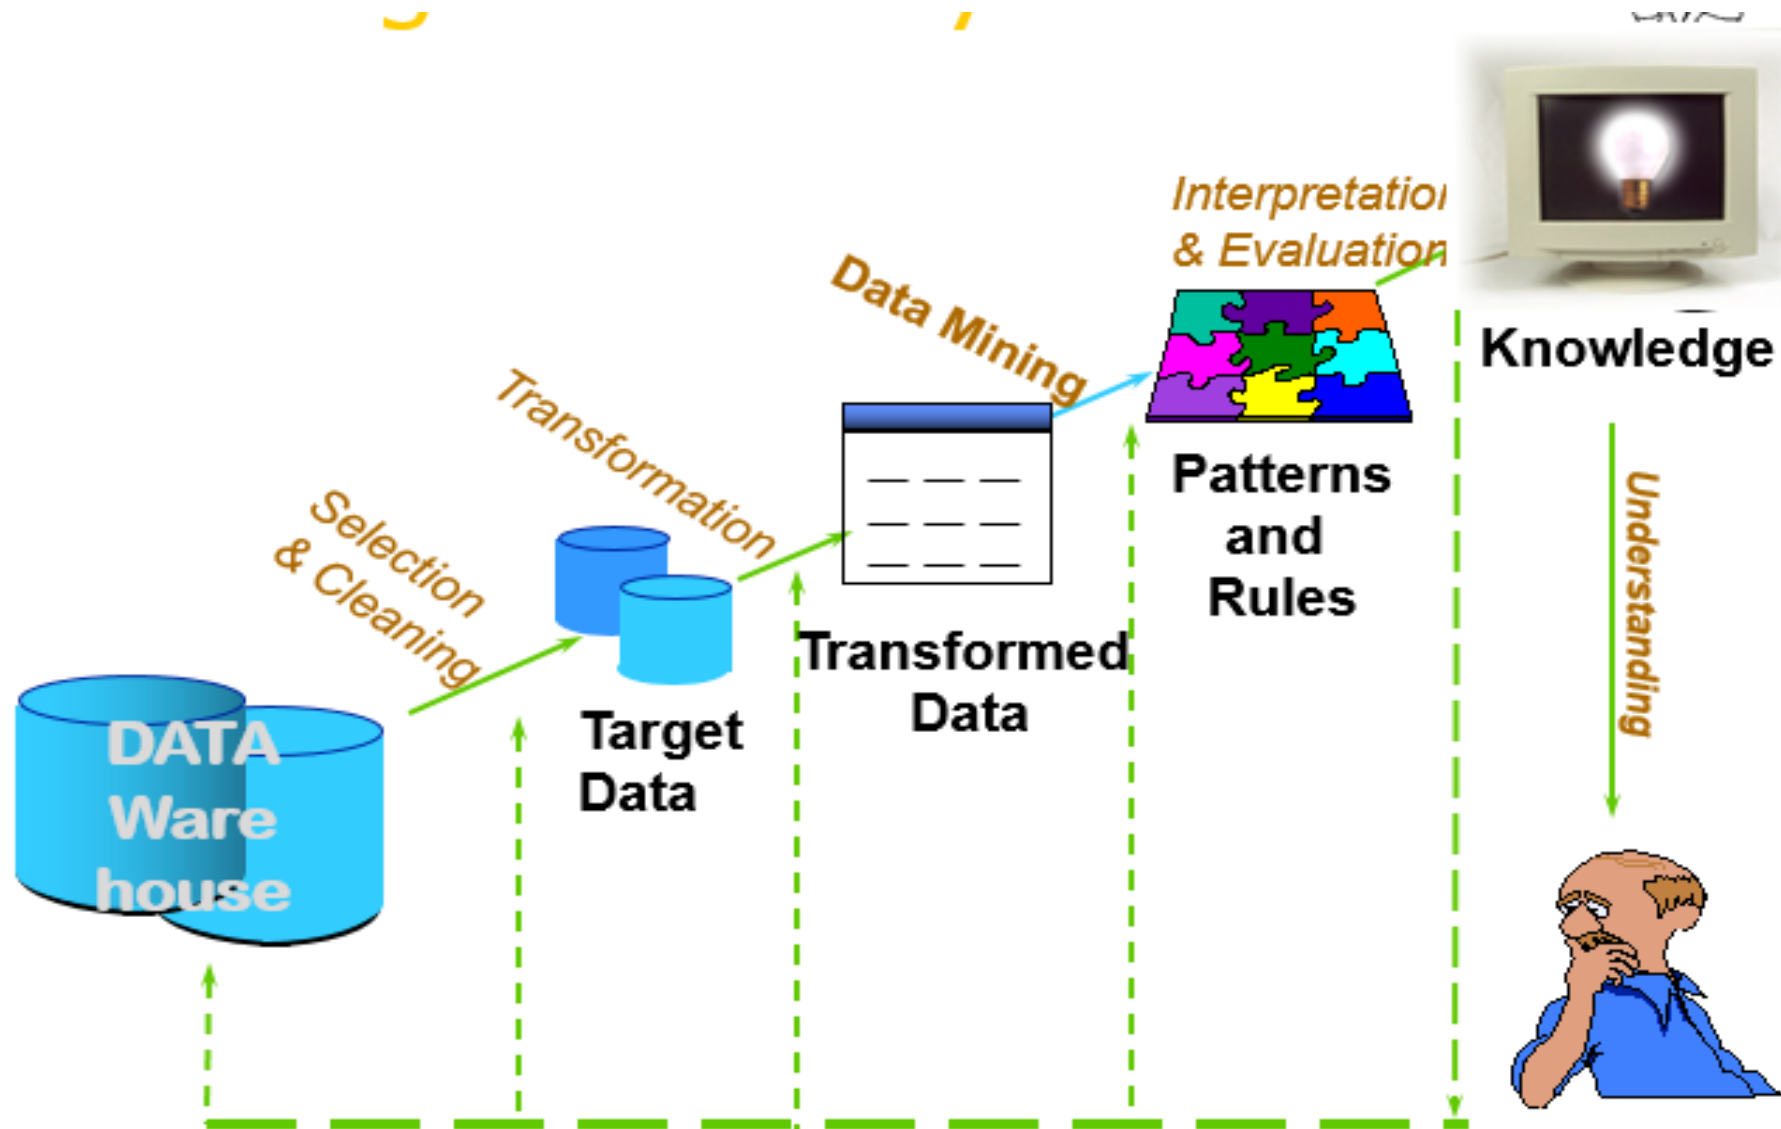 Interpretation
& Evaluation
Data Mining
Knowledge
Transformation
Patterns
and
Rules
Selection
& Cleaning
Understanding
Transformed
Data
Target
Data
DATA
Ware
house